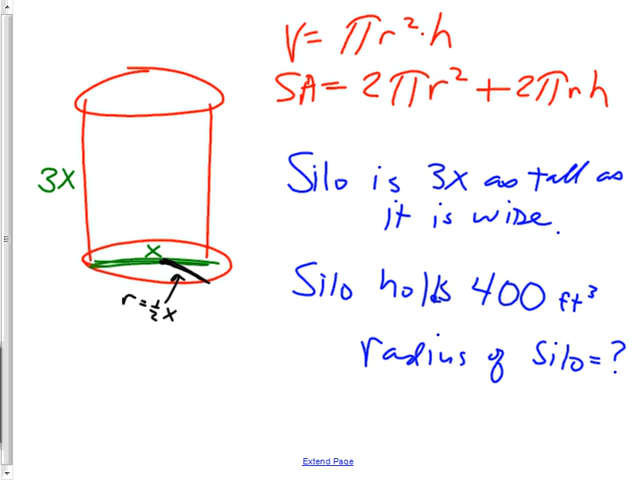 V = πr²·h
SA = 2πr² + 2πrh
Silo is 3x as tall as
it is wide.
3X
x
r = ½x
Silo holds 400 ft³
radius of Silo = ?
Extend Page